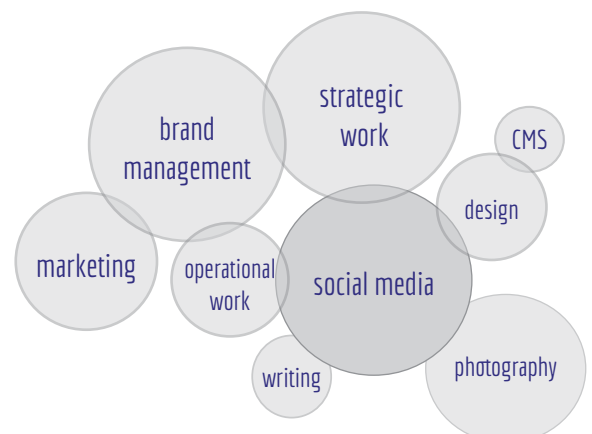 strategic
work
brand
management
CMS
design
marketing
operational
work
social media
writing
photography